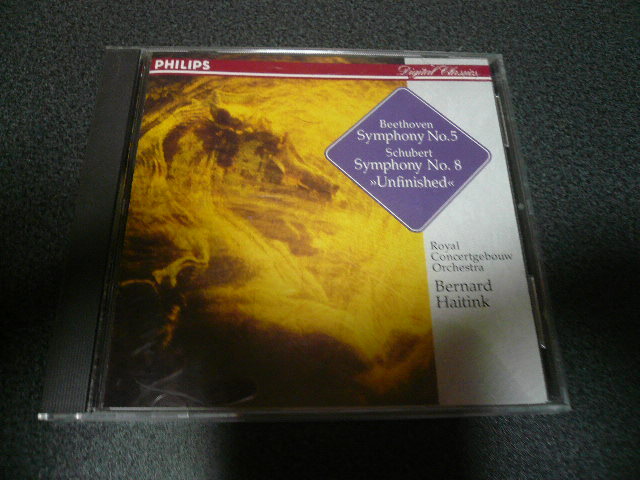 PHILIPS
Digital Classics
Beethoven
Symphony No.5
Schubert
Symphony No. 8
»Unfinished«
Royal
Concertgebouw
Orchestra
Bernard
Haitink